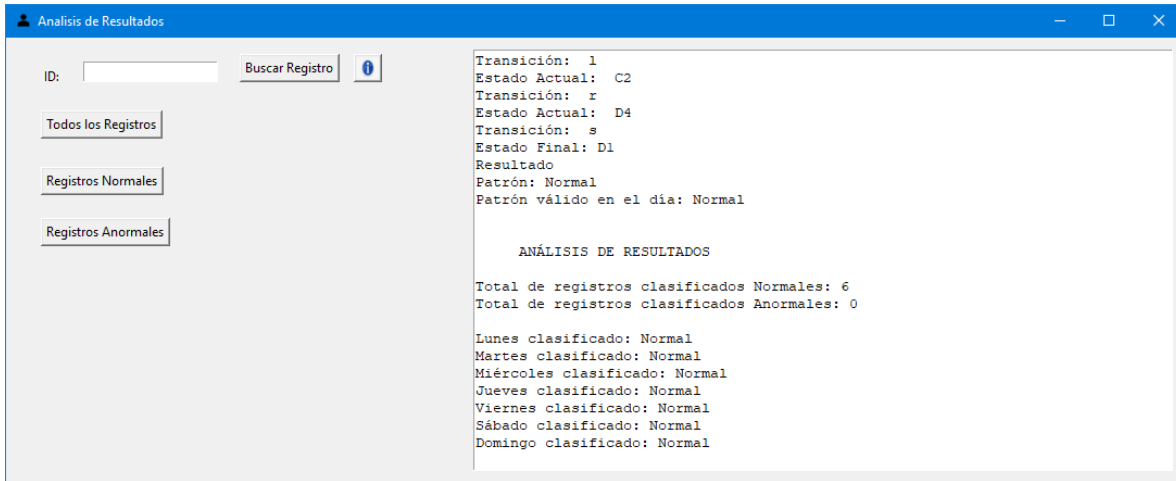 Analisis de Resultados
ID:
Buscar Registro
Todos los Registros
Registros Normales
Registros Anormales
Transición:  l
Estado Actual:  C2
Transición:  r
Estado Actual:  D4
Transición:  s
Estado Final: D1
Resultado
Patrón: Normal
Patrón válido en el día: Normal
ANÁLISIS DE RESULTADOS
Total de registros clasificados Normales: 6
Total de registros clasificados Anormales: 0
Lunes clasificado: Normal
Martes clasificado: Normal
Miércoles clasificado: Normal
Jueves clasificado: Normal
Viernes clasificado: Normal
Sábado clasificado: Normal
Domingo clasificado: Normal